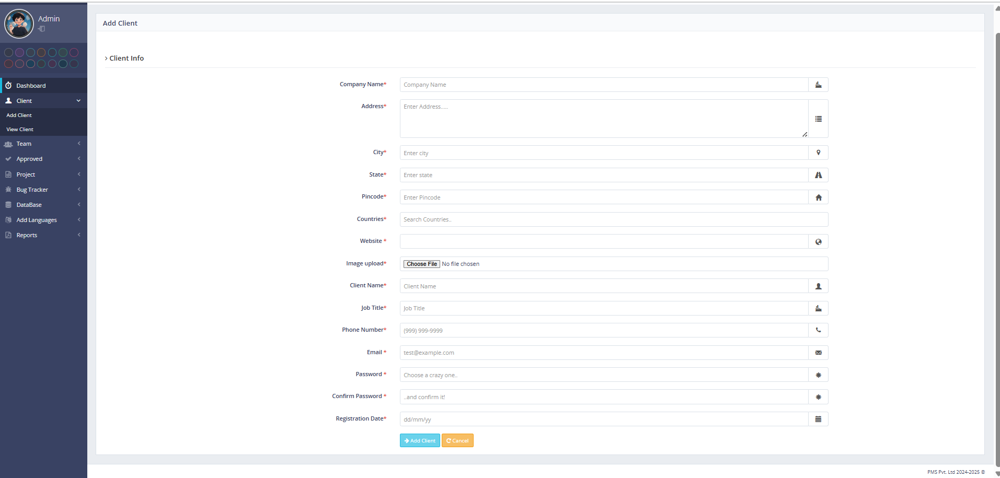 Admin
Dashboard
Client
Add Client
View Client
Team
Approved
Project
Bug Tracker
DataBase
Add Languages
Reports
Add Client
Client Info
Company Name* Company Name
Address* Enter Address.....
City* Enter city
State* Enter state
Pincode* Enter Pincode
Countries* Search Countries..
Website *
Image upload* Choose File No file chosen
Client Name* Client Name
Job Title* Job Title
Phone Number* (999) 999-9999
Email * test@example.com
Password * Choose a crazy one..
Confirm Password * ..and confirm it!
Registration Date* dd/mm/yy
Add Client Cancel
PMS Pvt. Ltd 2024-2025 ©